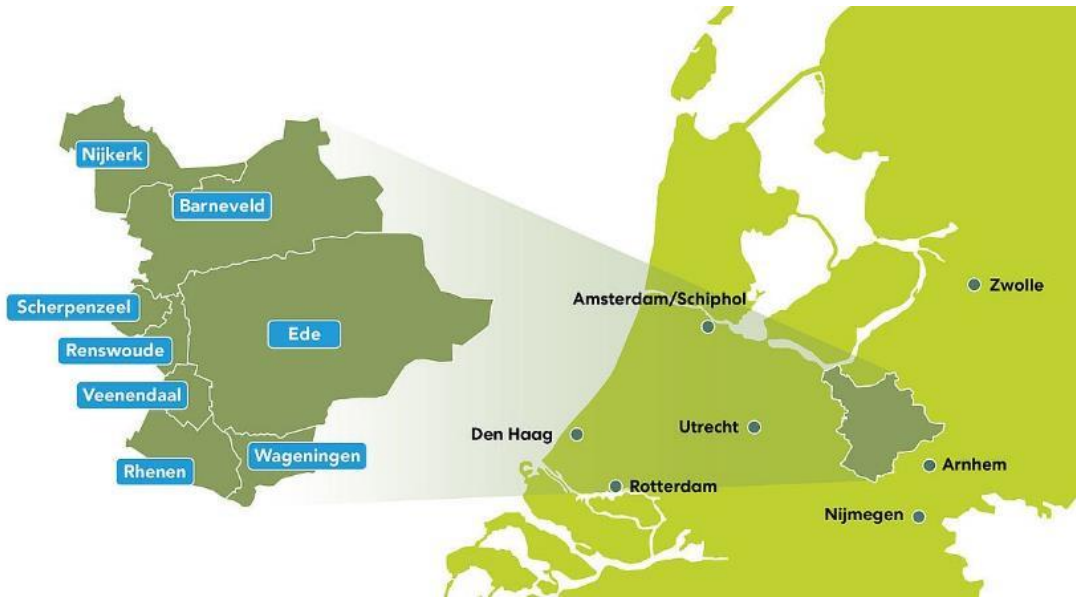 Nijkerk
Barneveld
Scherpenzeel
Ede
Renswoude
Veenendaal
Wageningen
Rhenen
Zwolle
Amsterdam/Schiphol
Den Haag
Utrecht
Arnhem
Rotterdam
Nijmegen